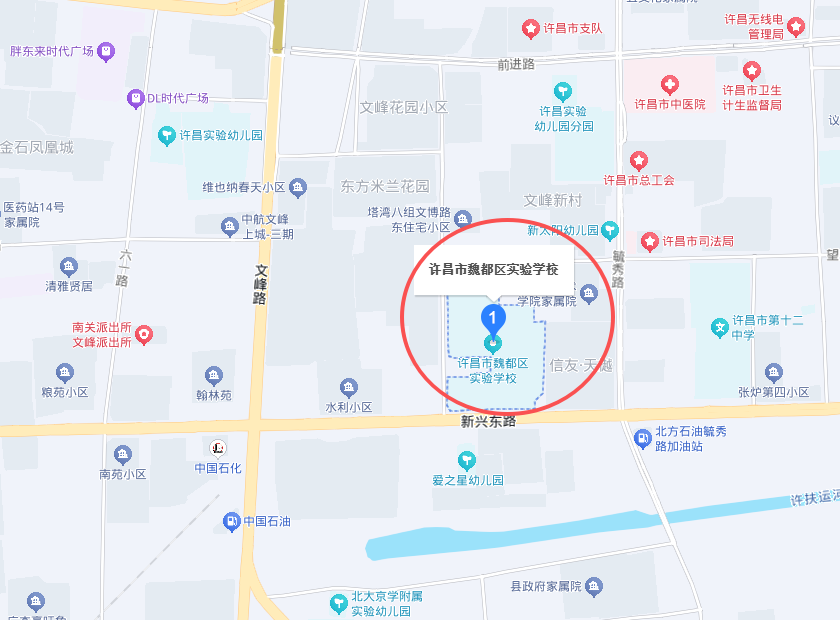 许昌市支队
许昌无线电
管理局
胖东来时代广场
前进路
DL时代广场
许昌市中医院
许昌市卫生
计生监督局
文峰花园小区
许昌实验
幼儿园分园
许昌实验幼儿园
金石凤凰城
许昌市总工会
维也纳春天小区
东方米兰花园
文峰新村
医药站14号
家属院
中航文峰
上城-三期
塔湾八组文博路
东住宅小区
新太阳幼儿园
许昌市司法局
六一路
文峰路
毓秀路
望
清雅贤居
许昌市魏都区实验学校
学院家属院
1
南关派出所
文峰派出所
许昌市第十二
中学
许昌市魏都区
实验学校
信友·天樾
粮苑小区
翰林苑
水利小区
张炉第四小区
新兴东路
北方石油毓秀
路加油站
南苑小区
中国石化
爱之星幼儿园
许扶运河
中国石油
县政府家属院
北大京学附属
实验幼儿园